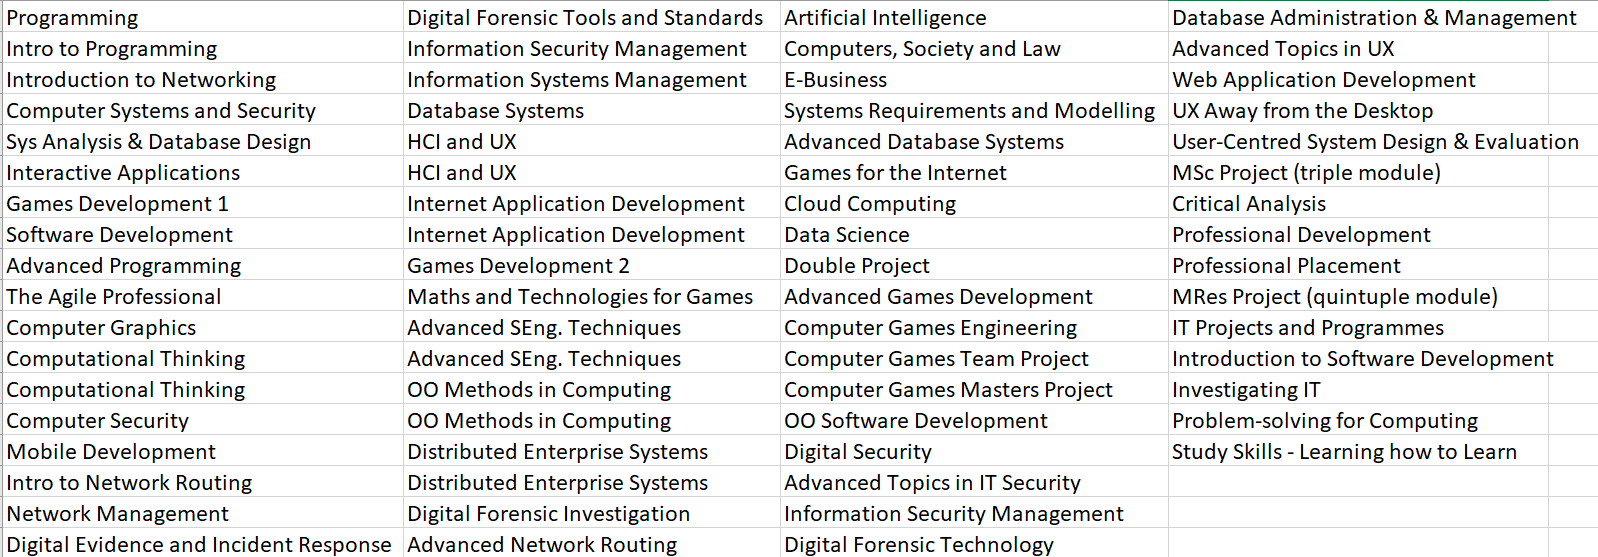 Programming
Intro to Programming
Introduction to Networking
Computer Systems and Security
Sys Analysis & Database Design
Interactive Applications
Games Development 1
Software Development
Advanced Programming
The Agile Professional
Computer Graphics
Computational Thinking
Computational Thinking
Computer Security
Mobile Development
Intro to Network Routing
Network Management
Digital Evidence and Incident Response
Digital Forensic Tools and Standards
Information Security Management
Information Systems Management
Database Systems
HCI and UX
HCI and UX
Internet Application Development
Internet Application Development
Games Development 2
Maths and Technologies for Games
Advanced SEng. Techniques
Advanced SEng. Techniques
OO Methods in Computing
OO Methods in Computing
Distributed Enterprise Systems
Distributed Enterprise Systems
Digital Forensic Investigation
Advanced Network Routing
Artificial Intelligence
Computers, Society and Law
E-Business
Systems Requirements and Modelling
Advanced Database Systems
Games for the Internet
Cloud Computing
Data Science
Double Project
Advanced Games Development
Computer Games Engineering
Computer Games Team Project
Computer Games Masters Project
OO Software Development
Digital Security
Advanced Topics in IT Security
Information Security Management
Digital Forensic Technology
Database Administration & Management
Advanced Topics in UX
Web Application Development
UX Away from the Desktop
User-Centred System Design & Evaluation
MSc Project (triple module)
Critical Analysis
Professional Development
Professional Placement
MRes Project (quintuple module)
IT Projects and Programmes
Introduction to Software Development
Investigating IT
Problem-solving for Computing
Study Skills - Learning how to Learn